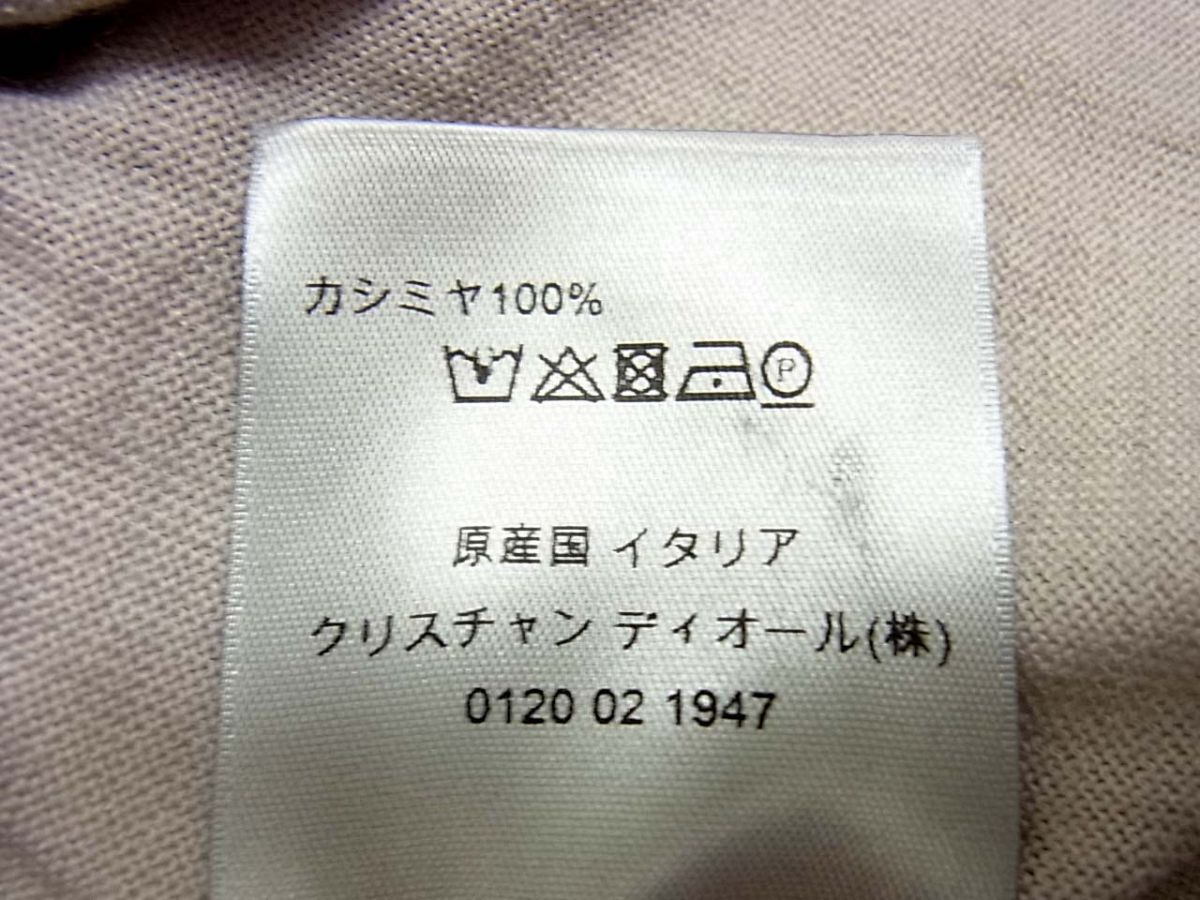 カシミヤ100%
P
原産国 イタリア
クリスチャン ディオール(株)
0120 02 1947